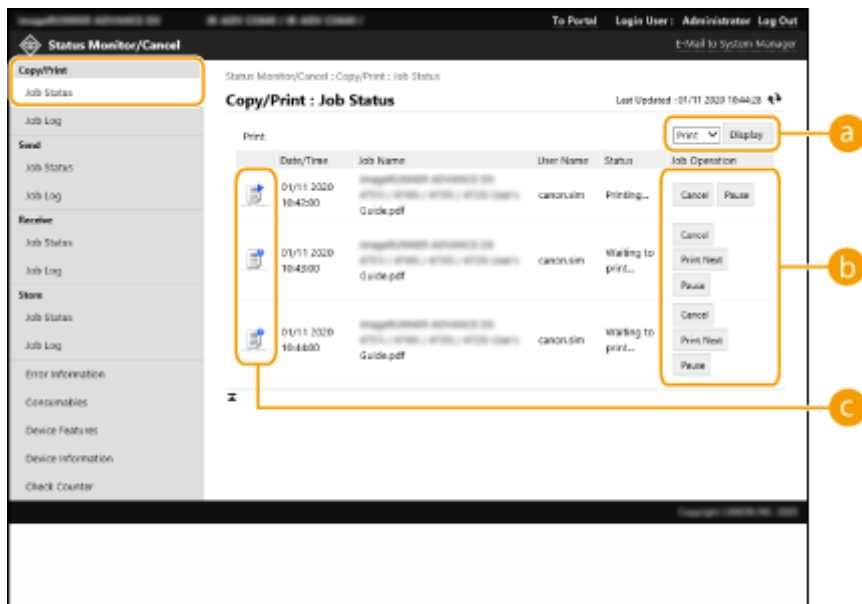 To Portal Login User : Administrator Log Out
Status Monitor/Cancel
E-Mail to System Manager
Copy/Print
Job Status
Job Log
Send
Job Status
Job Log
Receive
Job Status
Job Log
Store
Job Status
Job Log
Error Information
Consumables
Device Features
Device Information
Check Counter
Status Monitor/Cancel : Copy/Print : Job Status
Copy/Print : Job Status
Last Updated : 01/11 2020 10:44:28
Print
Print Display
a
Date/Time Job Name User Name Status Job Operation
01/11 2020
10:42:00
Guide.pdf
canon.sim
Printing...
Cancel Pause
01/11 2020
10:43:00
Guide.pdf
canon.sim
Waiting to
print...
Cancel
Print Next
Pause
b
01/11 2020
10:44:00
Guide.pdf
canon.sim
Waiting to
print...
Cancel
Print Next
Pause
c